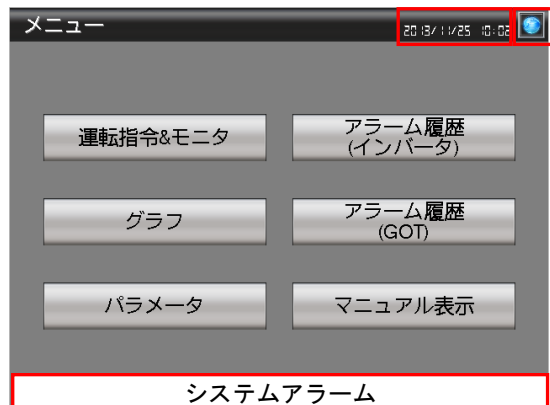 メニュー
2013/11/25 10:02
運転指令&モニタ
アラーム履歴
(インバータ)
グラフ
アラーム履歴
(GOT)
パラメータ
マニュアル表示
システムアラーム